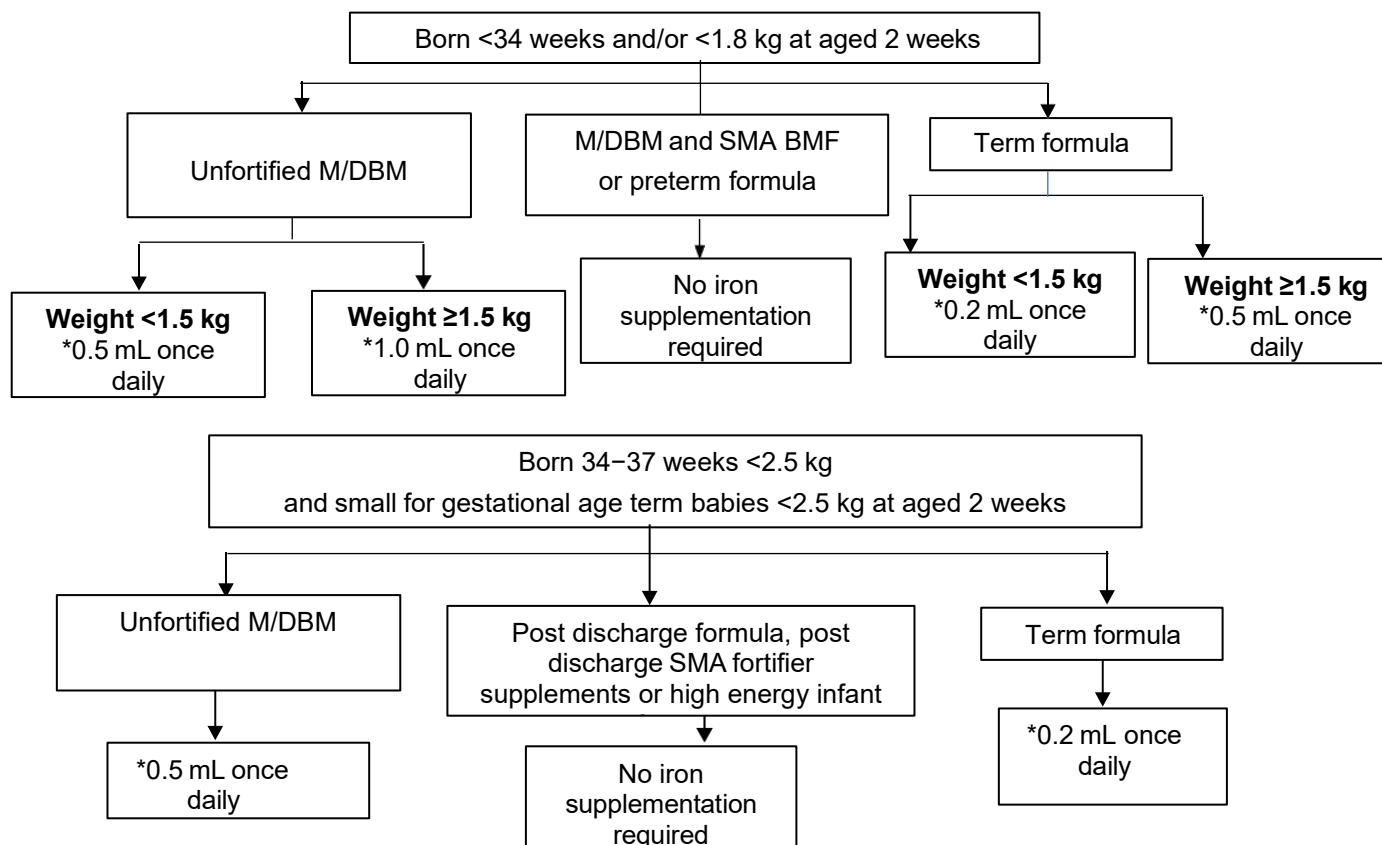 Born <34 weeks and/or <1.8 kg at aged 2 weeks
Unfortified M/DBM
M/DBM and SMA BMF
or preterm formula
Term formula
Weight <1.5 kg
*0.5 mL once
daily
Weight ≥1.5 kg
*1.0 mL once
daily
No iron
supplementation
required
Weight <1.5 kg
*0.2 mL once
daily
Weight ≥1.5 kg
*0.5 mL once
daily
Born 34−37 weeks <2.5 kg
and small for gestational age term babies <2.5 kg at aged 2 weeks
Unfortified M/DBM
Post discharge formula, post
discharge SMA fortifier
supplements or high energy infant
Term formula
*0.5 mL once
daily
No iron
supplementation
required
*0.2 mL once
daily